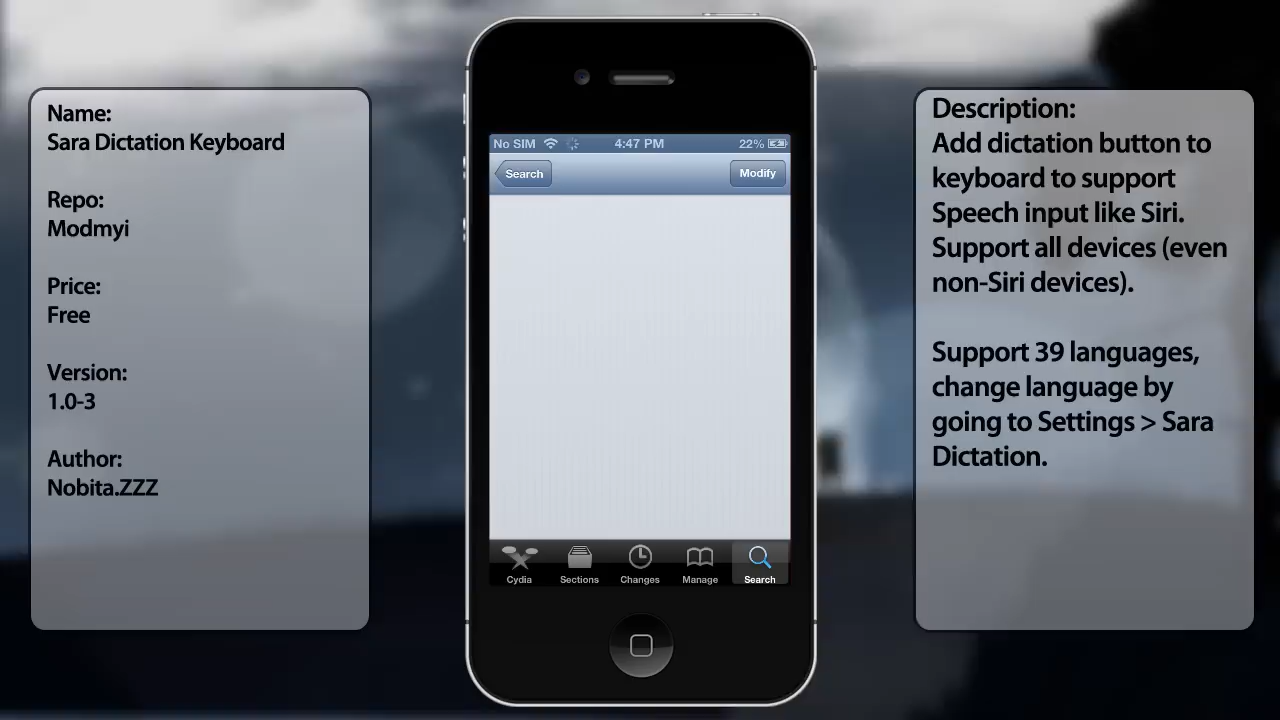 Name:
Sara Dictation Keyboard
Repo:
Modmyi
Price:
Free
Version:
1.0-3
Author:
Nobita.ZZZ
No SIM 4:47 PM 22%
Search Modify
Cydia Sections Changes Manage Search
Description:
Add dictation button to
keyboard to support
Speech input like Siri.
Support all devices (even
non-Siri devices).
Support 39 languages,
change language by
going to Settings > Sara
Dictation.